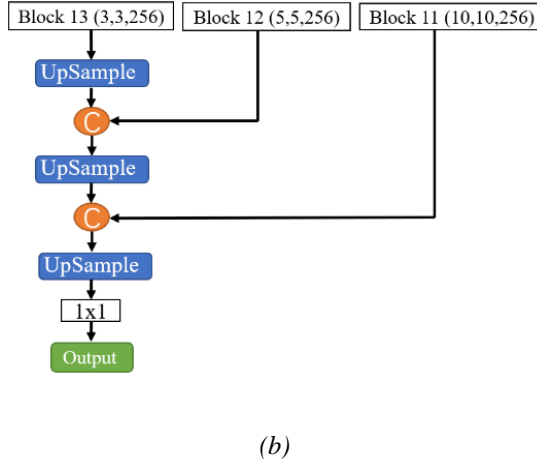 Block 13 (3,3,256)
Block 12 (5,5,256)
Block 11 (10,10,256)
UpSample
C
UpSample
C
UpSample
1x1
Output
(b)